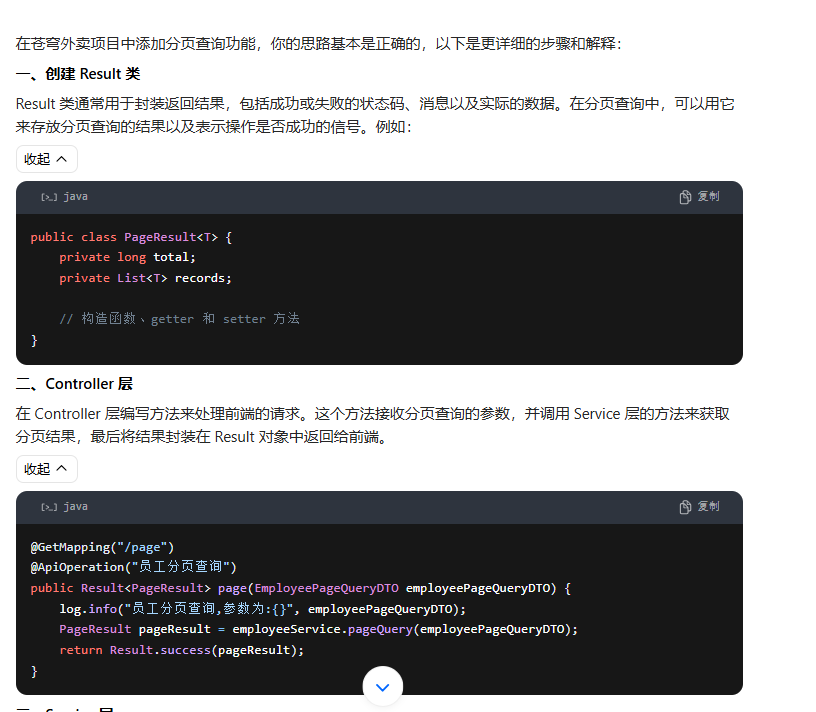 在苍穹外卖项目中添加分页查询功能，你的思路基本是正确的，以下是更详细的步骤和解释：
一、创建 Result 类
Result 类通常用于封装返回结果，包括成功或失败的状态码、消息以及实际的数据。在分页查询中，可以用它
来存放分页查询的结果以及表示操作是否成功的信号。例如：
收起
[>_] java
复制
public class PageResult<T> {
    private long total;
    private List<T> records;
    // 构造函数、getter 和 setter 方法
}
二、Controller 层
在 Controller 层编写方法来处理前端的请求。这个方法接收分页查询的参数，并调用 Service 层的方法来获取
分页结果，最后将结果封装在 Result 对象中返回给前端。
收起
[>_] java
复制
@GetMapping("/page")
@ApiOperation("员工分页查询")
public Result<PageResult> page(EmployeePageQueryDTO employeePageQueryDTO) {
    log.info("员工分页查询,参数为:{}", employeePageQueryDTO);
    PageResult pageResult = employeeService.pageQuery(employeePageQueryDTO);
    return Result.success(pageResult);
}